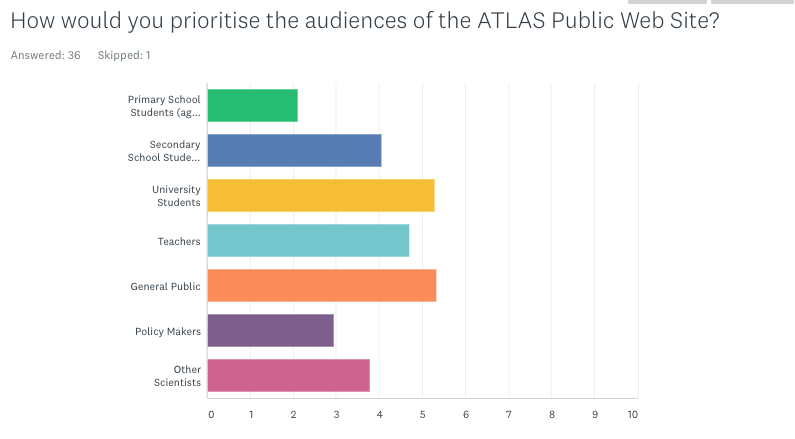 How would you prioritise the audiences of the ATLAS Public Web Site?
Answered: 36 Skipped: 1
Primary School
Students (ag...
Secondary
School Stude...
University
Students
Teachers
General Public
Policy Makers
Other
Scientists
0 1 2 3 4 5 6 7 8 9 10